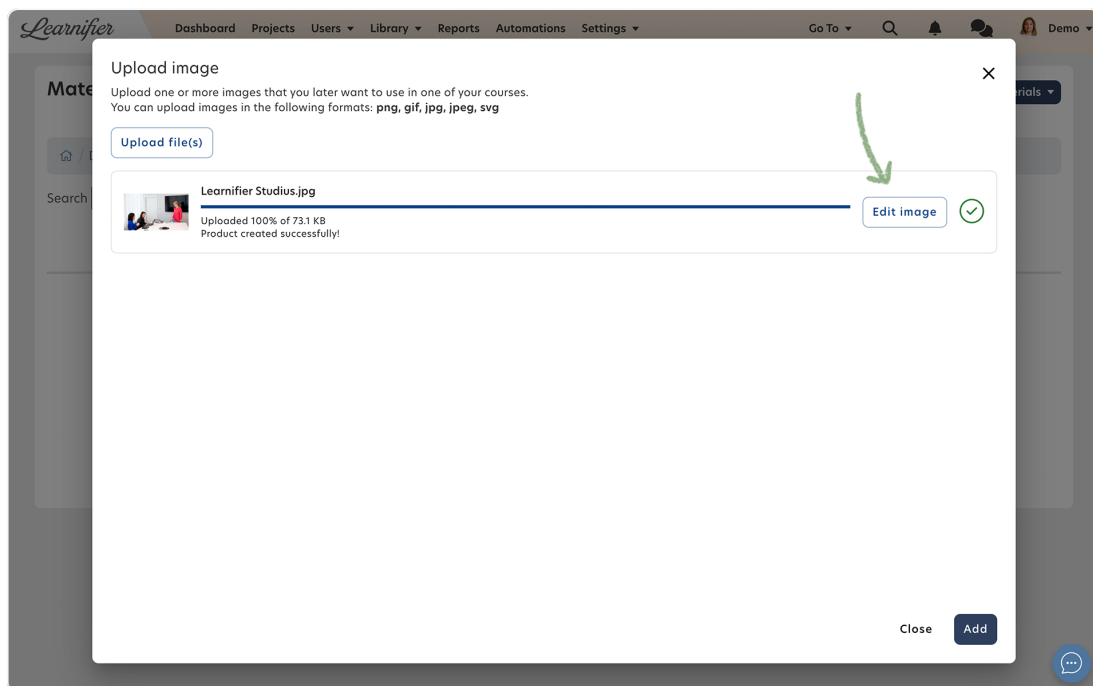 Learnifier
Dashboard Projects Users Library Reports Automations Settings Go To Demo
Upload image
Mate
Upload one or more images that you later want to use in one of your courses.
erials
You can upload images in the following formats: png, gif, jpg, jpeg, svg
Upload file(s)
/ D
Learnifier Studius.jpg
Search
Edit image
Uploaded 100% of 73.1 KB
Product created successfully!
Close Add